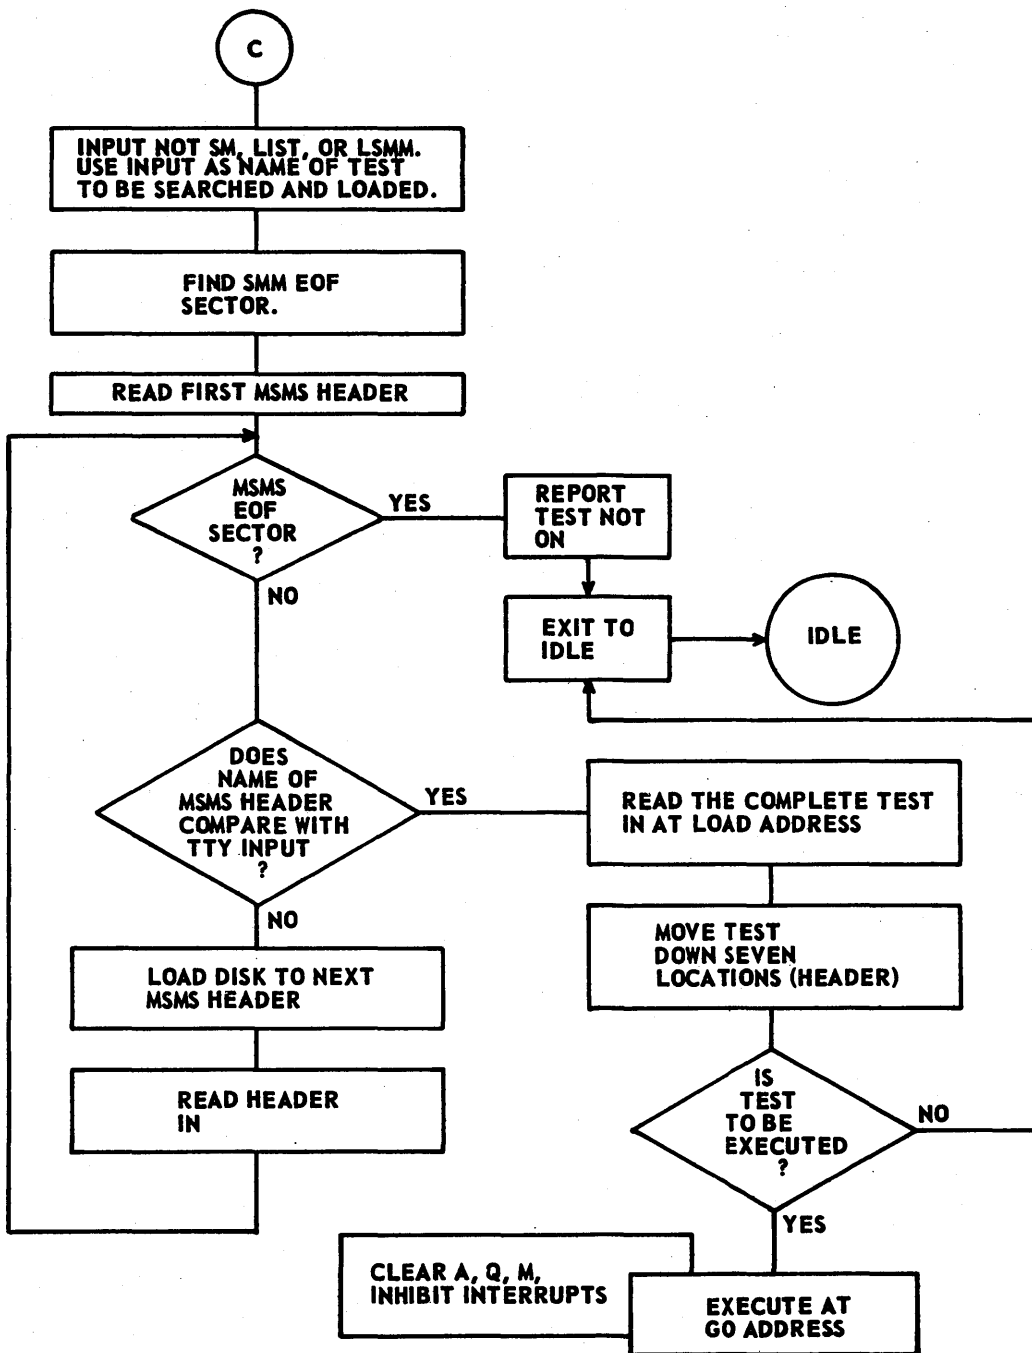 C
INPUT NOT SM, LIST, OR LSMM.
USE INPUT AS NAME OF TEST
TO BE SEARCHED AND LOADED.
FIND SMM EOF
SECTOR.
READ FIRST MSMS HEADER
MSMS
EOF
SECTOR
?
YES
NO
REPORT
TEST NOT
ON
EXIT TO
IDLE
IDLE
DOES
NAME OF
MSMS HEADER
COMPARE WITH
TTY INPUT
?
YES
NO
READ THE COMPLETE TEST
IN AT LOAD ADDRESS
MOVE TEST
DOWN SEVEN
LOCATIONS (HEADER)
LOAD DISK TO NEXT
MSMS HEADER
READ HEADER
IN
IS
TEST
TO BE
EXECUTED
?
NO
YES
CLEAR A, Q, M,
INHIBIT INTERRUPTS
EXECUTE AT
GO ADDRESS